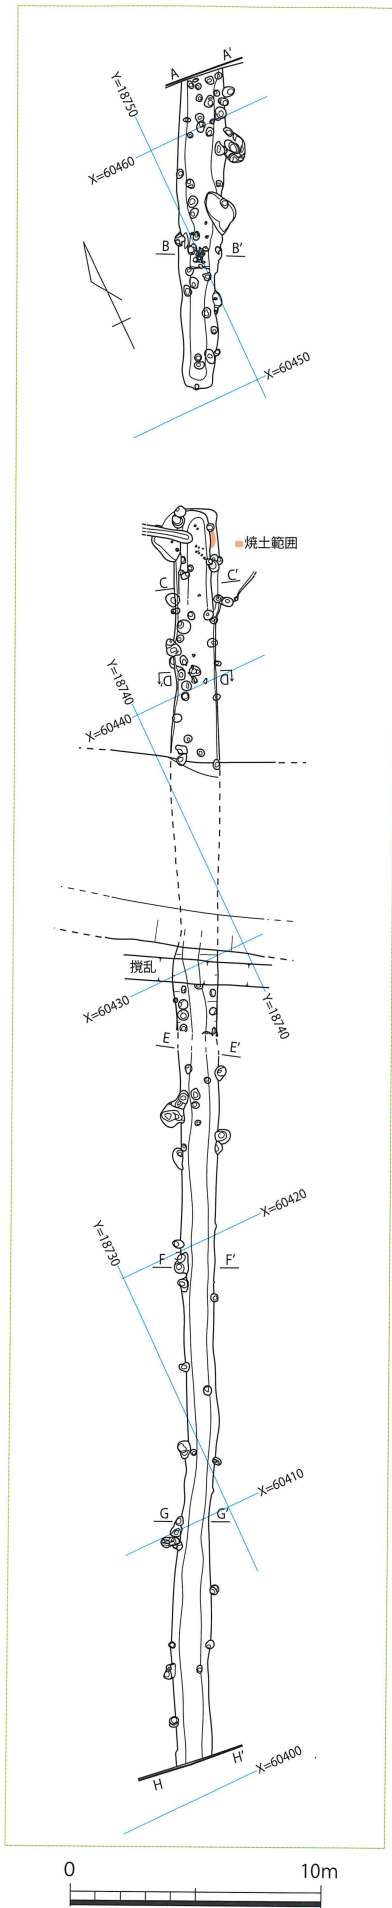 A
A'
Y=18750
X=60460
B
B'
X=60450
焼土範囲
C
C'
D'
D
Y=18740
X=60440
撹乱
X=60430
Y=18740
E
E'
X=60420
Y=18730
F
F'
X=60410
G
G'
X=60400
H
H'
0
10m